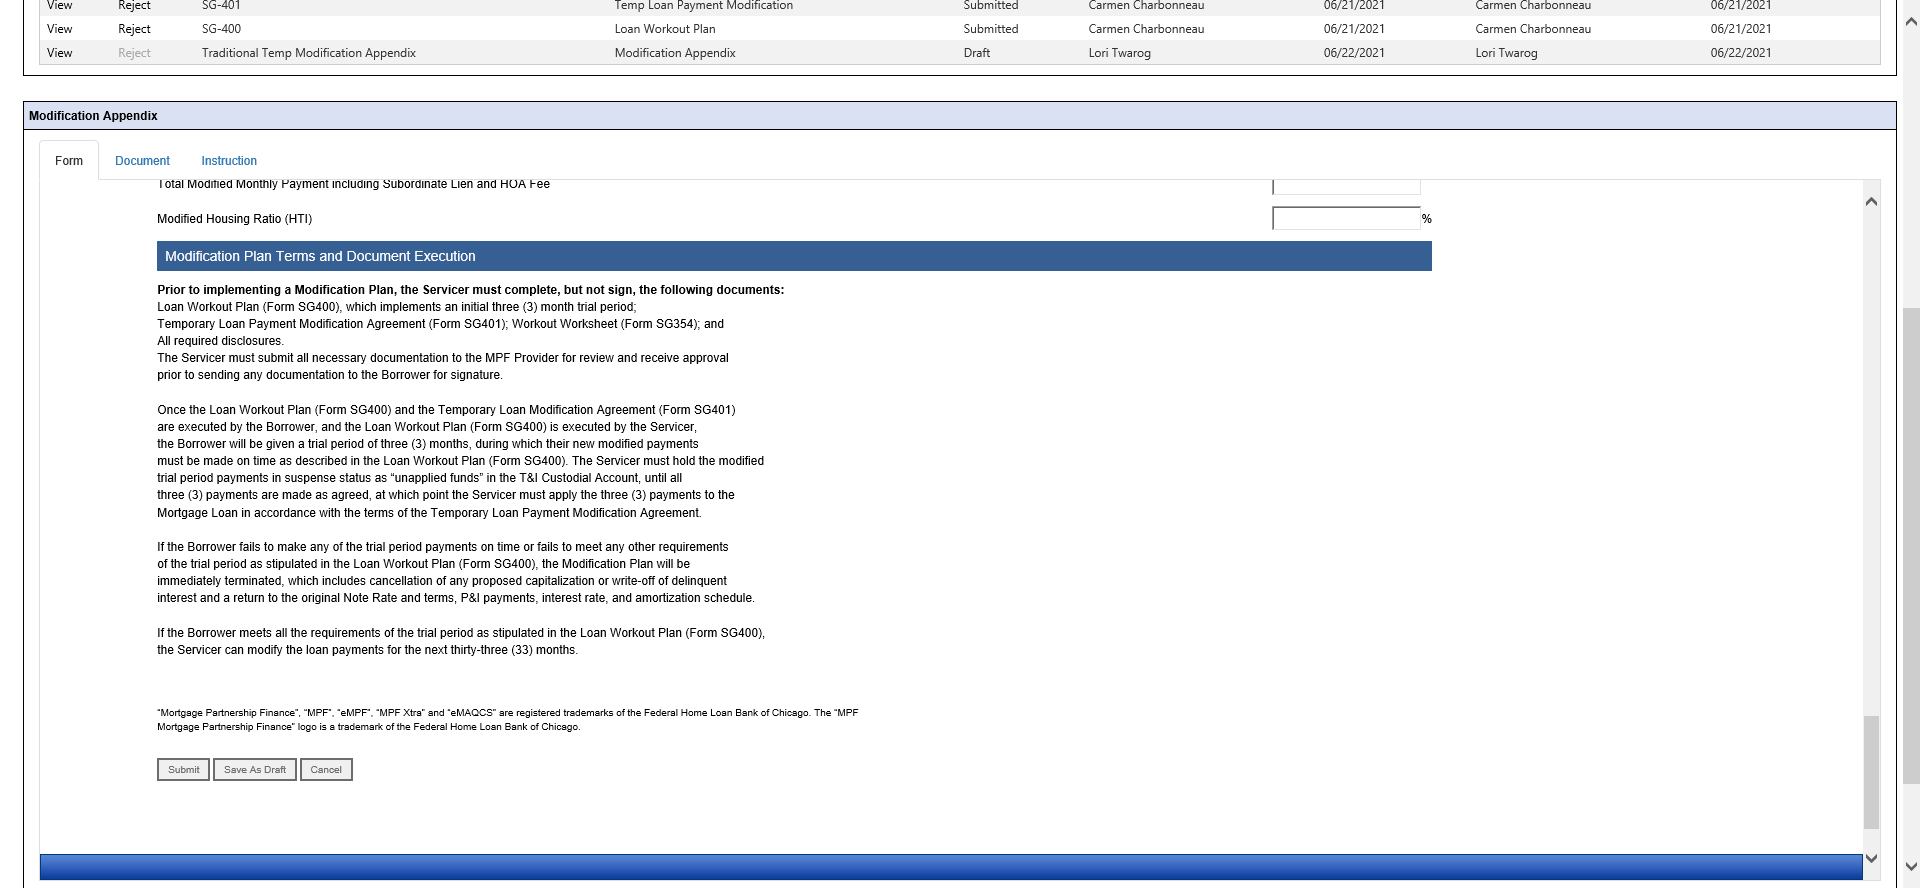 View Reject SG-401 Temp Loan Payment Modification Submitted Carmen Charbonneau 06/21/2021 Carmen Charbonneau 06/21/2021
View Reject SG-400 Loan Workout Plan Submitted Carmen Charbonneau 06/21/2021 Carmen Charbonneau 06/21/2021
View Reject Traditional Temp Modification Appendix Modification Appendix Draft Lori Twarog 06/22/2021 Lori Twarog 06/22/2021
Modification Appendix
Form Document Instruction
Total Modified Monthly Payment including Subordinate Lien and HOA Fee
Modified Housing Ratio (HTI) %
Modification Plan Terms and Document Execution
Prior to implementing a Modification Plan, the Servicer must complete, but not sign, the following documents:
Loan Workout Plan (Form SG400), which implements an initial three (3) month trial period;
Temporary Loan Payment Modification Agreement (Form SG401); Workout Worksheet (Form SG354); and
All required disclosures.
The Servicer must submit all necessary documentation to the MPF Provider for review and receive approval
prior to sending any documentation to the Borrower for signature.
Once the Loan Workout Plan (Form SG400) and the Temporary Loan Modification Agreement (Form SG401)
are executed by the Borrower, and the Loan Workout Plan (Form SG400) is executed by the Servicer,
the Borrower will be given a trial period of three (3) months, during which their new modified payments
must be made on time as described in the Loan Workout Plan (Form SG400). The Servicer must hold the modified
trial period payments in suspense status as “unapplied funds” in the T&I Custodial Account, until all
three (3) payments are made as agreed, at which point the Servicer must apply the three (3) payments to the
Mortgage Loan in accordance with the terms of the Temporary Loan Payment Modification Agreement.
If the Borrower fails to make any of the trial period payments on time or fails to meet any other requirements
of the trial period as stipulated in the Loan Workout Plan (Form SG400), the Modification Plan will be
immediately terminated, which includes cancellation of any proposed capitalization or write-off of delinquent
interest and a return to the original Note Rate and terms, P&I payments, interest rate, and amortization schedule.
If the Borrower meets all the requirements of the trial period as stipulated in the Loan Workout Plan (Form SG400),
the Servicer can modify the loan payments for the next thirty-three (33) months.
“Mortgage Partnership Finance”, “MPF”, “eMPF”, “MPF Xtra” and “eMAQCS” are registered trademarks of the Federal Home Loan Bank of Chicago. The “MPF
Mortgage Partnership Finance” logo is a trademark of the Federal Home Loan Bank of Chicago.
Submit Save As Draft Cancel